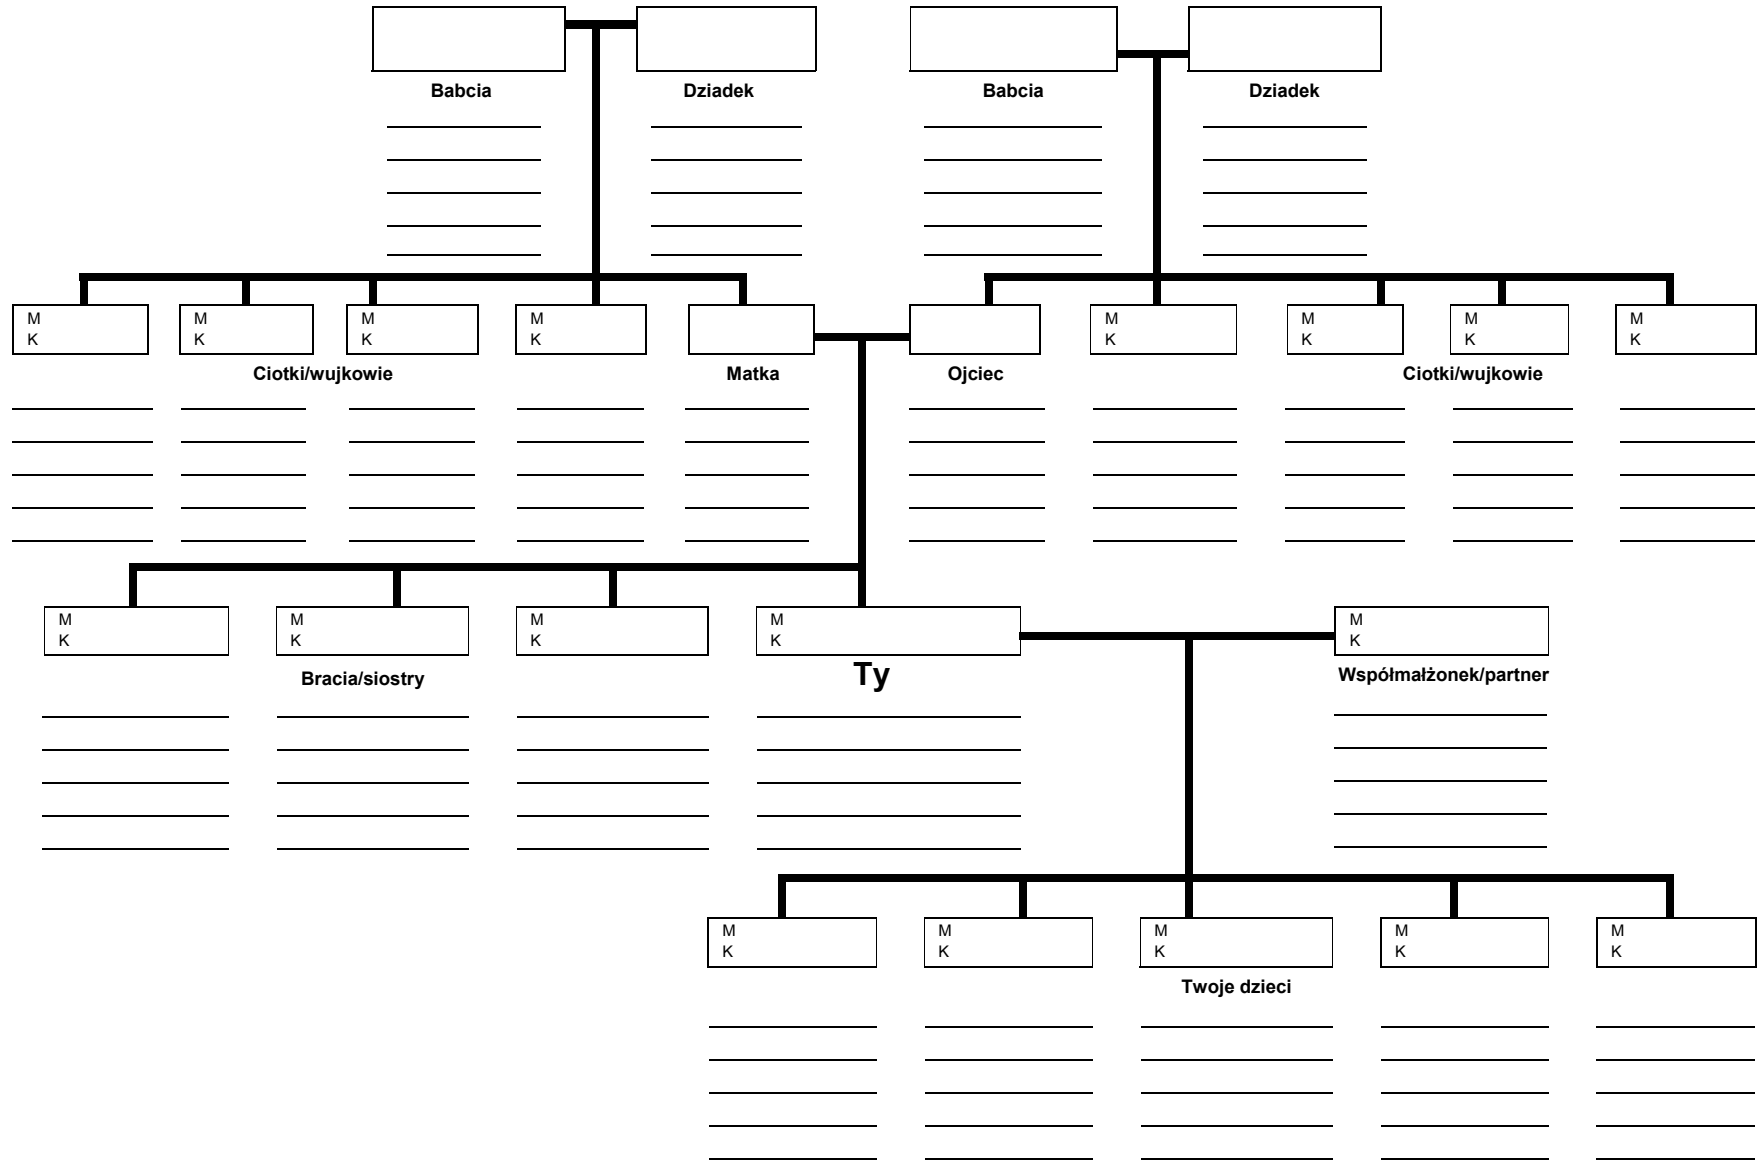 Babcia Dziadek Babcia Dziadek
M M M M M M M M
K K K K K K K K
Ciotki/wujkowie Matka Ojciec Ciotki/wujkowie
M M M M M
K K K K K
Bracia/siostry Ty Współmałżonek/partner
M M M M M
K K K K K
Twoje dzieci